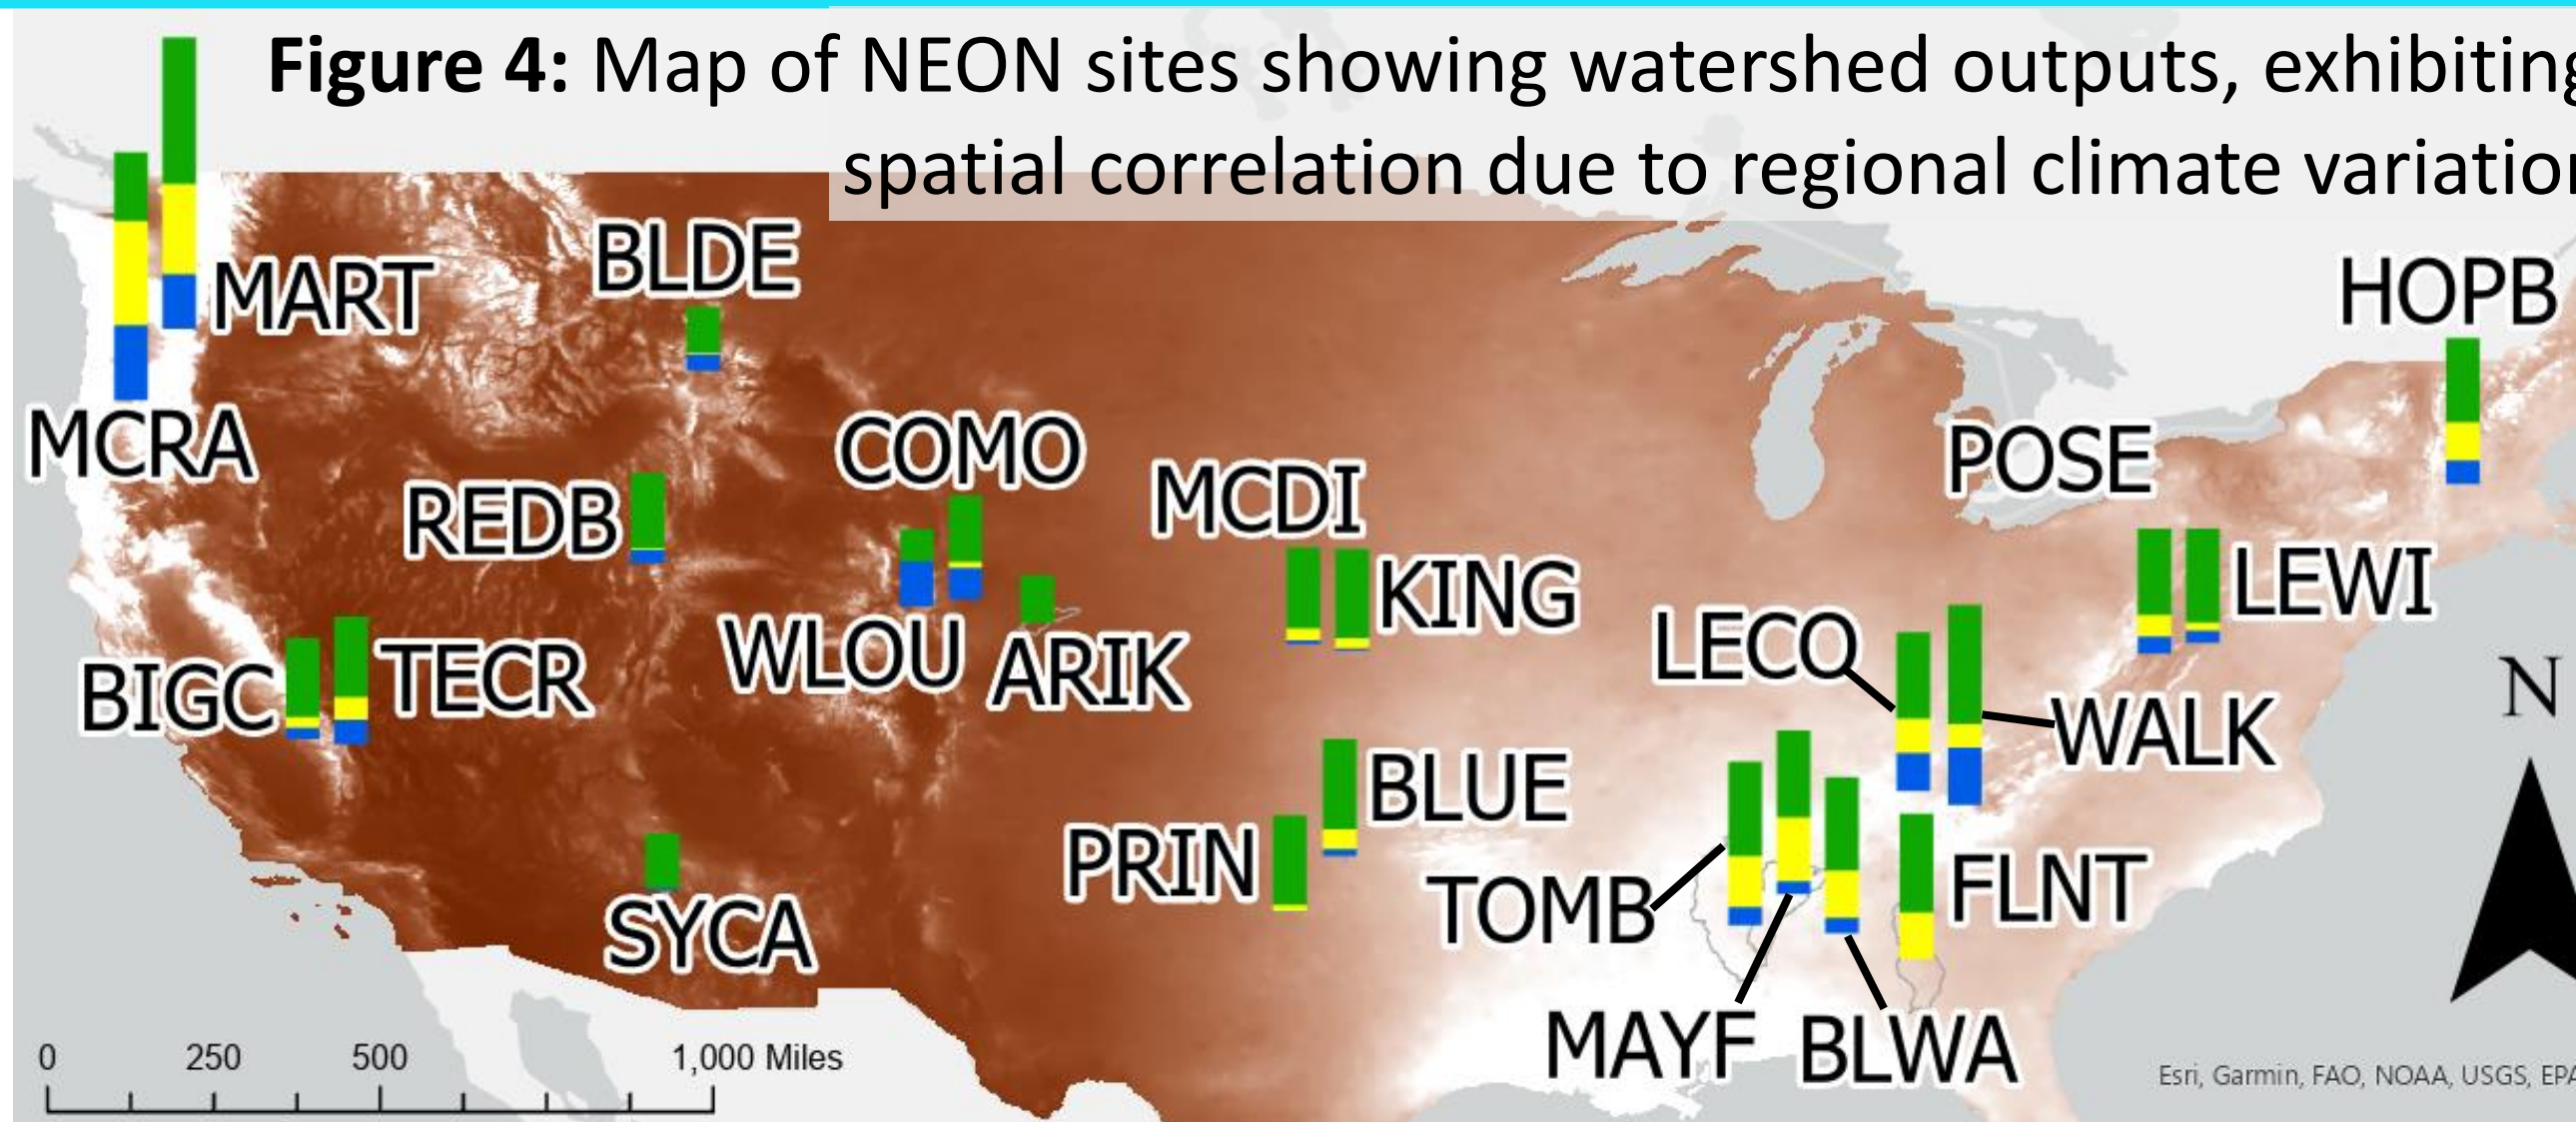 Figure 4: Map of NEON sites showing watershed outputs, exhibiting
spatial correlation due to regional climate variation
MART
BLDE
HOPB
MCRA
COMO
POSE
REDB
MCDI
KING
LEWI
BIGC
TECR
WLOU
ARIK
LECO
WALK
N
BLUE
PRIN
TOMB
FLNT
SYCA
MAYF
BLWA
0 250 500 1,000 Miles
Esri, Garmin, FAO, NOAA, USGS, EPA